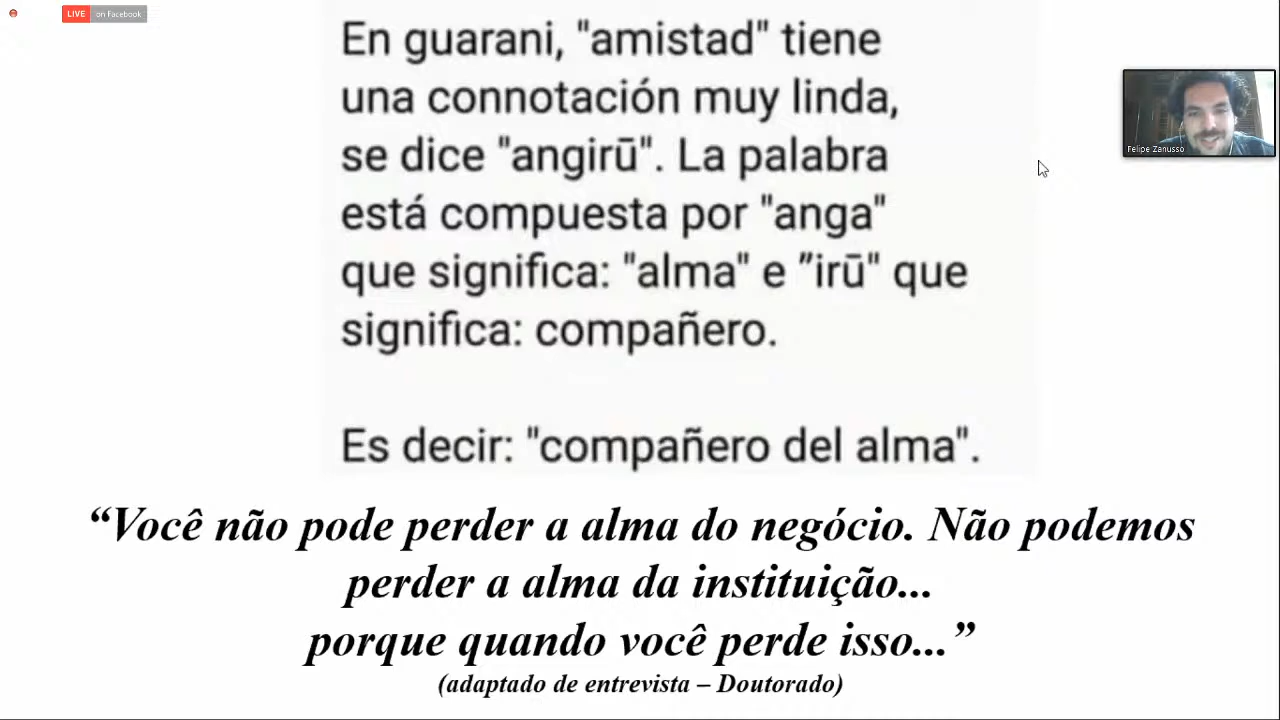 LIVE on Facebook
En guarani, "amistad" tiene
una connotación muy linda,
se dice "angirū". La palabra
está compuesta por "anga"
que significa: "alma" e ”irū" que
significa: compañero.
Es decir: "compañero del alma".
Felipe Zanusso
“Você não pode perder a alma do negócio. Não podemos
perder a alma da instituição...
porque quando você perde isso...”
(adaptado de entrevista – Doutorado)